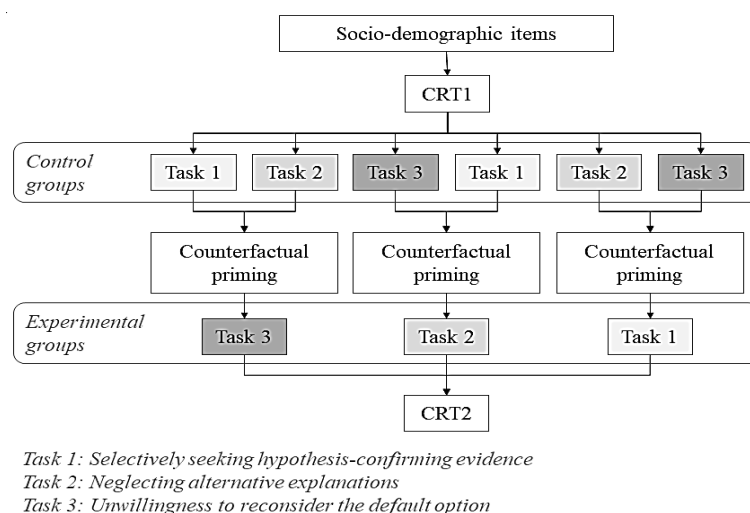 Socio-demographic items
CRT1
Control
groups
Task 1
Task 2
Task 3
Task 1
Task 2
Task 3
Counterfactual
priming
Counterfactual
priming
Counterfactual
priming
Experimental
groups
Task 3
Task 2
Task 1
CRT2
Task 1: Selectively seeking hypothesis-confirming evidence
Task 2: Neglecting alternative explanations
Task 3: Unwillingness to reconsider the default option